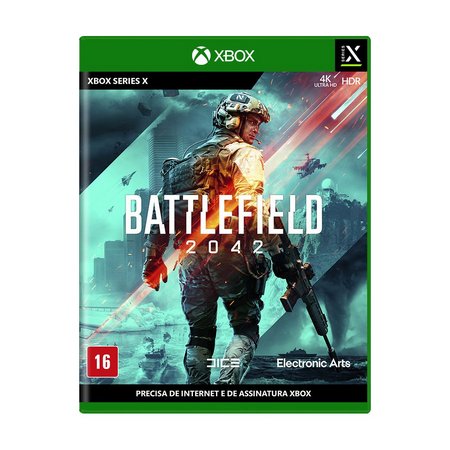 XBOX
XBOX SERIES X
4K
ULTRA HD
HDR
X
SERIES
BATTLEFIELD
2042
16
DICE
Electronic Arts
PRECISA DE INTERNET E DE ASSINATURA XBOX